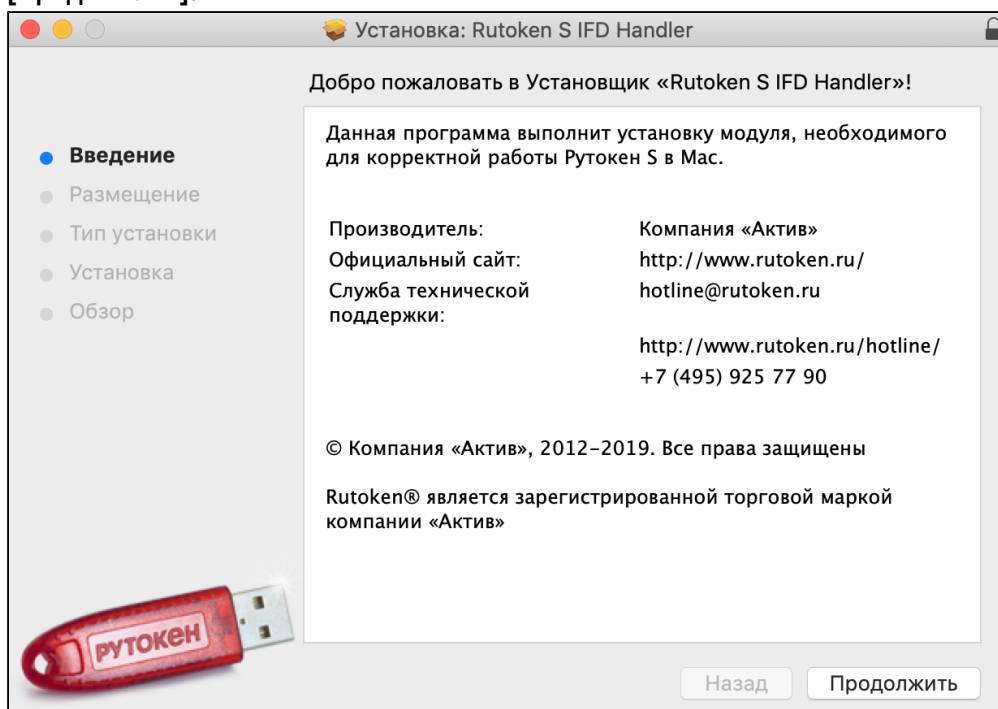 Установка: Rutoken S IFD Handler
Добро пожаловать в Установщик «Rutoken S IFD Handler»!
Введение
Размещение
Тип установки
Установка
Обзор
Данная программа выполнит установку модуля, необходимого
для корректной работы Рутокен S в Mac.
Производитель: Компания «Актив»
Официальный сайт: http://www.rutoken.ru/
Служба технической hotline@rutoken.ru
поддержки:
http://www.rutoken.ru/hotline/
+7 (495) 925 77 90
© Компания «Актив», 2012–2019. Все права защищены
Rutoken® является зарегистрированной торговой маркой
компании «Актив»
РУТОКЕН
Назад Продолжить